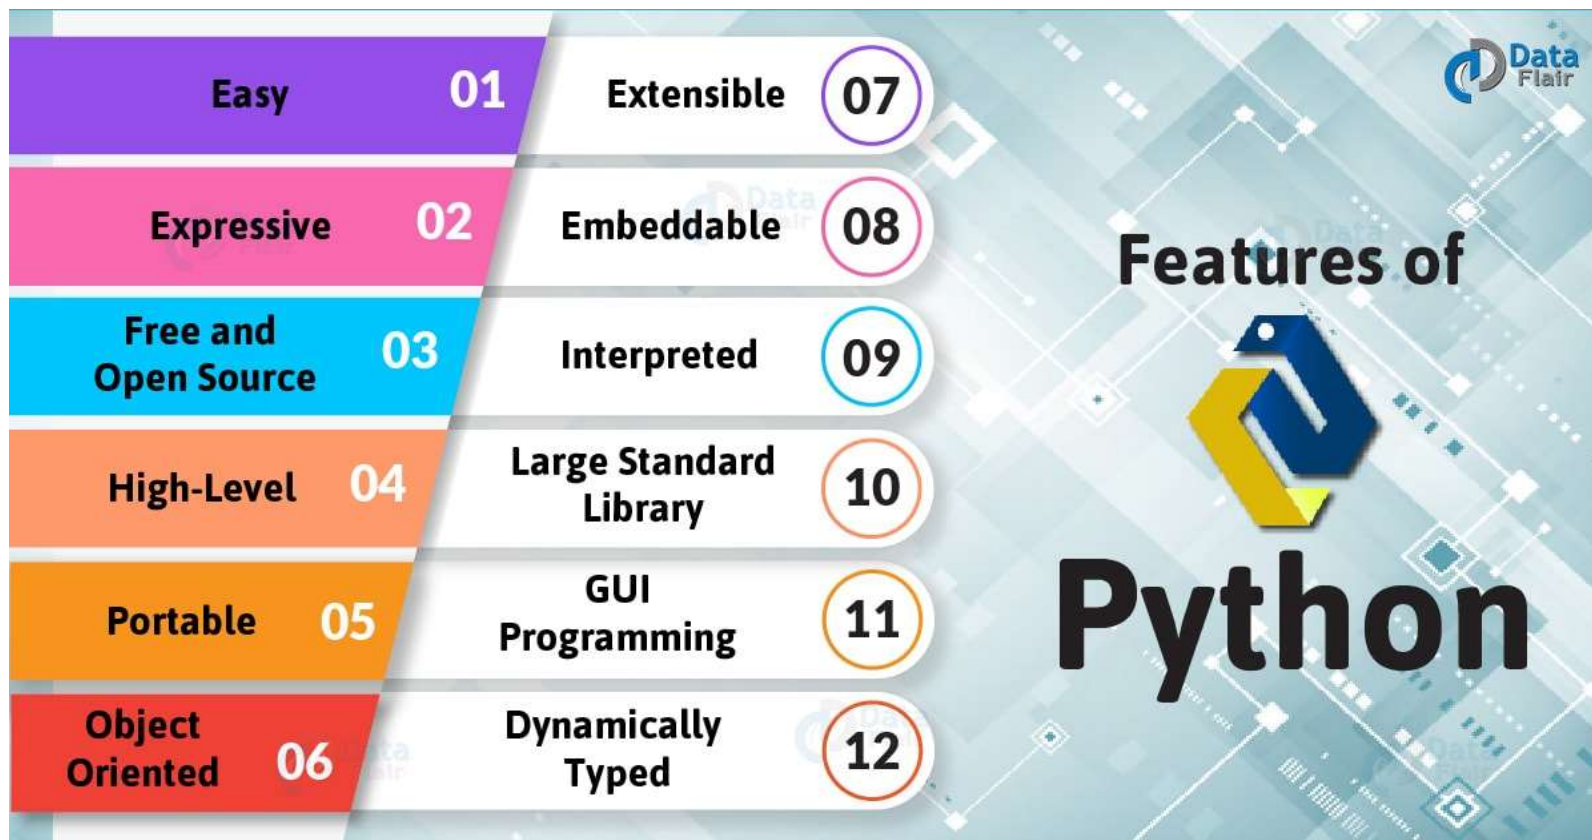 Easy 01
Extensible 07
Expressive 02
Embeddable 08
Free and
Open Source
03
Interpreted 09
High-Level 04
Large Standard
Library
10
Portable 05
GUI
Programming
11
Object
Oriented
06
Dynamically
Typed
12
Data
Flair
Features of
Python